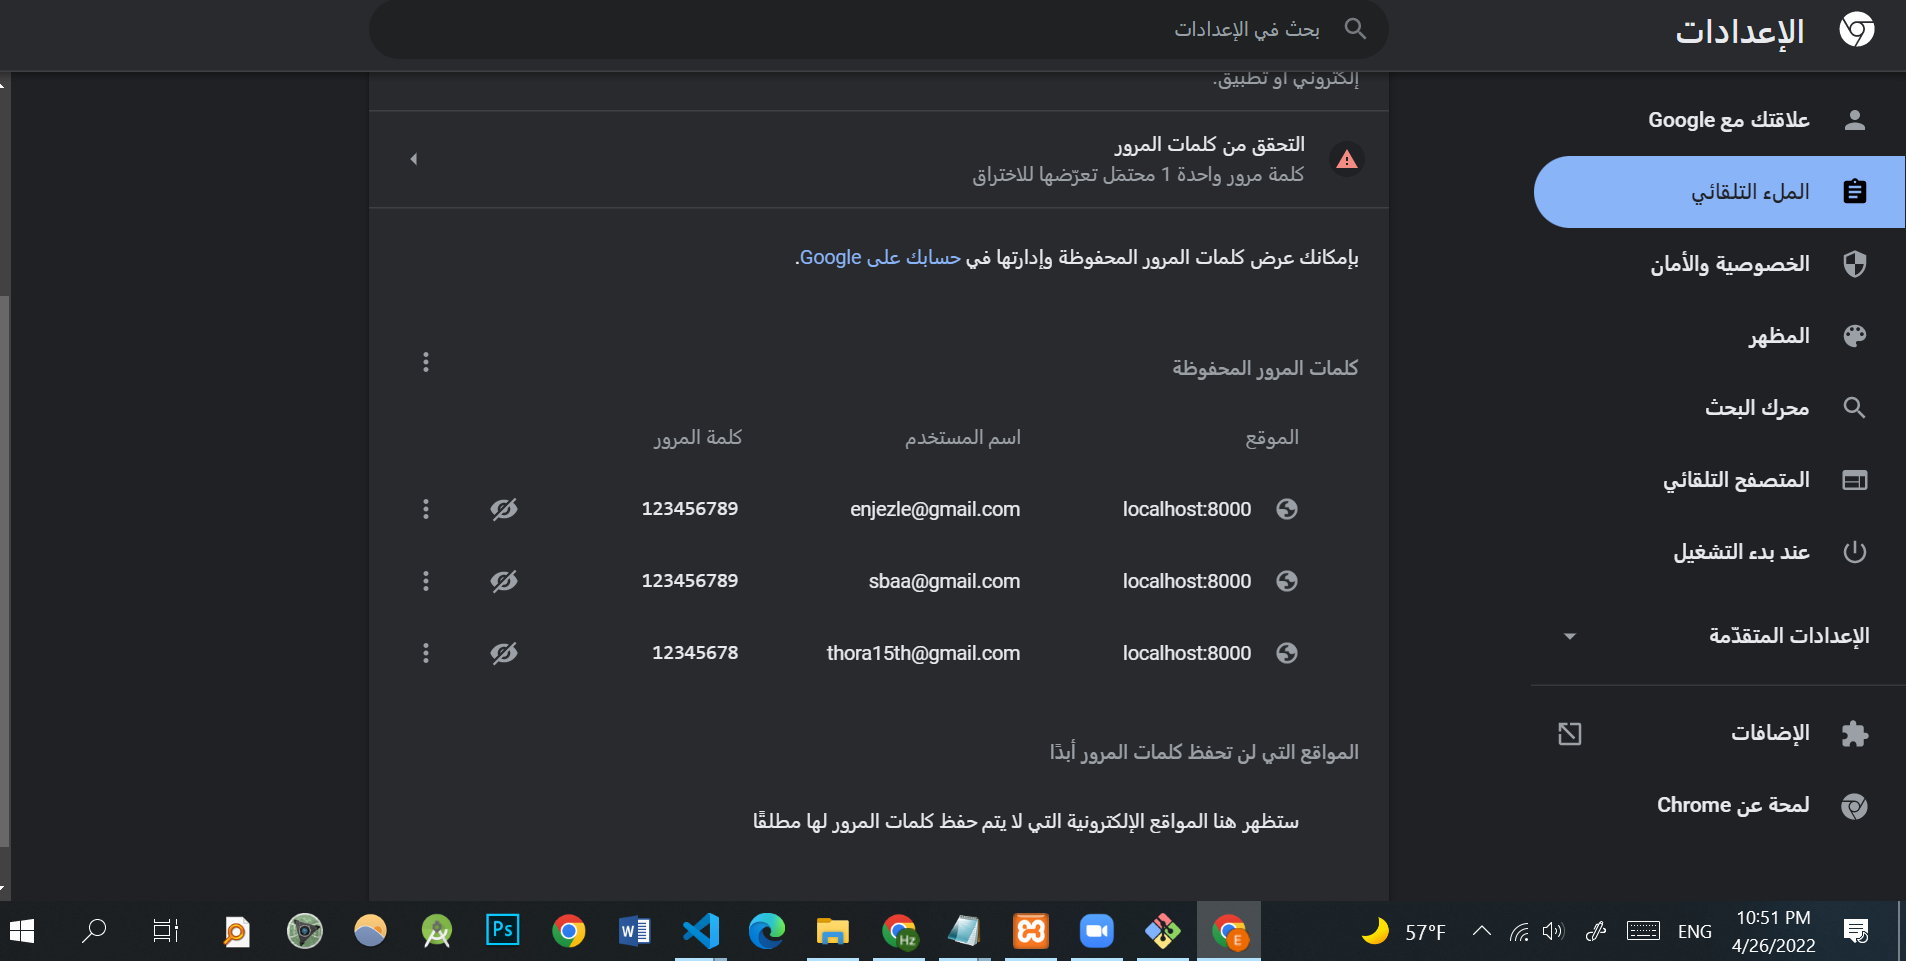 الإعدادات
بحث في الإعدادات
علاقتك مع Google
الملء التلقائي
الخصوصية والأمان
المظهر
محرك البحث
المتصفح التلقائي
عند بدء التشغيل
الإعدادات المتقدّمة
الإضافات
لمحة عن Chrome
إلكتروني أو تطبيق.
التحقق من كلمات المرور
كلمة مرور واحدة 1 محتمَل تعرّضها للاختراق
بإمكانك عرض كلمات المرور المحفوظة وإدارتها في حسابك على Google.
كلمات المرور المحفوظة
الموقع اسم المستخدم كلمة المرور
localhost:8000 enjezle@gmail.com 123456789
localhost:8000 sbaa@gmail.com 123456789
localhost:8000 thora15th@gmail.com 12345678
المواقع التي لن تحفظ كلمات المرور أبدًا
ستظهر هنا المواقع الإلكترونية التي لا يتم حفظ كلمات المرور لها مطلقًا
Ps
Hz
E
57°F
ENG
10:51 PM
4/26/2022